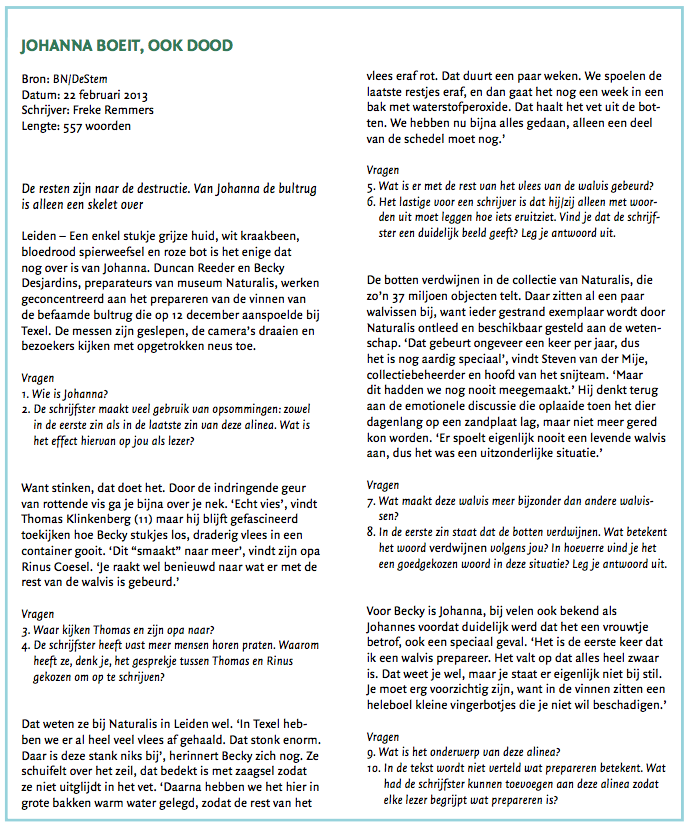 JOHANNA BOEIT, OOK DOOD
Bron: BN/DeStem
Datum: 22 februari 2013
Schrijver: Freke Remmers
Lengte: 557 woorden
De resten zijn naar de destructie. Van Johanna de bultrug
is alleen een skelet over
Leiden – Een enkel stukje grijze huid, wit kraakbeen,
bloedrood spierweefsel en roze bot is het enige dat
nog over is van Johanna. Duncan Reeder en Becky
Desjardins, preparateurs van museum Naturalis, werken
geconcentreerd aan het prepareren van de vinnen van
de befaamde bultrug die op 12 december aanspoelde bij
Texel. De messen zijn geslepen, de camera’s draaien en
bezoekers kijken met opgetrokken neus toe.
Vragen
1. Wie is Johanna?
2. De schrijfster maakt veel gebruik van opsommingen: zowel
in de eerste zin als in de laatste zin van deze alinea. Wat is
het effect hiervan op jou als lezer?
Want stinken, dat doet het. Door de indringende geur
van rottende vis ga je bijna over je nek. ‘Echt vies’, vindt
Thomas Klinkenberg (11) maar hij blijft gefascineerd
toekijken hoe Becky stukjes los, draderig vlees in een
container gooit. ‘Dit “smaakt” naar meer’, vindt zijn opa
Rinus Coesel. ‘Je raakt wel benieuwd naar wat er met de
rest van de walvis is gebeurd.’
Vragen
3. Waar kijken Thomas en zijn opa naar?
4. De schrijfster heeft vast meer mensen horen praten. Waarom
heeft ze, denk je, het gesprekje tussen Thomas en Rinus
gekozen om op te schrijven?
Dat weten ze bij Naturalis in Leiden wel. ‘In Texel heb-
ben we er al heel veel vlees af gehaald. Dat stonk enorm.
Daar is deze stank niks bij’, herinnert Becky zich nog. Ze
schuifelt over het zeil, dat bedekt is met zaagsel zodat
ze niet uitglijdt in het vet. ‘Daarna hebben we het hier in
grote bakken warm water gelegd, zodat de rest van het
vlees eraf rot. Dat duurt een paar weken. We spoelen de
laatste restjes eraf, en dan gaat het nog een week in een
bak met waterstofperoxide. Dat haalt het vet uit de bot-
ten. We hebben nu bijna alles gedaan, alleen een deel
van de schedel moet nog.’
Vragen
5. Wat is er met de rest van het vlees van de walvis gebeurd?
6. Het lastige voor een schrijver is dat hij/zij alleen met woor-
den uit moet leggen hoe iets eruitziet. Vind je dat de schrijf-
ster een duidelijk beeld geeft? Leg je antwoord uit.
De botten verdwijnen in de collectie van Naturalis, die
zo’n 37 miljoen objecten telt. Daar zitten al een paar
walvissen bij, want ieder gestrand exemplaar wordt door
Naturalis ontleed en beschikbaar gesteld aan de weten-
schap. ‘Dat gebeurt ongeveer een keer per jaar, dus
het is nog aardig speciaal’, vindt Steven van der Mije,
collectiebeheerder en hoofd van het snijteam. ‘Maar
dit hadden we nog nooit meegemaakt.’ Hij denkt terug
aan de emotionele discussie die oplaaide toen het dier
dagenlang op een zandplaat lag, maar niet meer gered
kon worden. ‘Er spoelt eigenlijk nooit een levende walvis
aan, dus het was een uitzonderlijke situatie.’
Vragen
7. Wat maakt deze walvis meer bijzonder dan andere walvis-
sen?
8. In de eerste zin staat dat de botten verdwijnen. Wat betekent
het woord verdwijnen volgens jou? In hoeverre vind je het
een goedgekozen woord in deze situatie? Leg je antwoord uit.
Voor Becky is Johanna, bij velen ook bekend als
Johannes voordat duidelijk werd dat het een vrouwtje
betrof, ook een speciaal geval. ‘Het is de eerste keer dat
ik een walvis prepareer. Het valt op dat alles heel zwaar
is. Dat weet je wel, maar je staat er eigenlijk niet bij stil.
Je moet erg voorzichtig zijn, want in de vinnen zitten een
heleboel kleine vingerbotjes die je niet wil beschadigen.’
Vragen
9. Wat is het onderwerp van deze alinea?
10. In de tekst wordt niet verteld wat prepareren betekent. Wat
had de schrijfster kunnen toevoegen aan deze alinea zodat
elke lezer begrijpt wat prepareren is?